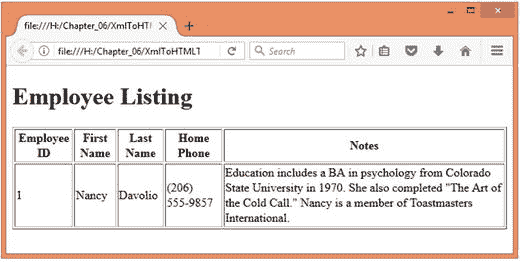 file:///H:/Chapter_06/XmlToHTML
file:///H:/Chapter_06/XmlToHTMLT
Search
Employee Listing
Employee ID
First Name
Last Name
Home Phone
Notes
1
Nancy
Davolio
(206) 555-9857
Education includes a BA in psychology from Colorado
State University in 1970. She also completed "The Art of
the Cold Call." Nancy is a member of Toastmasters
International.